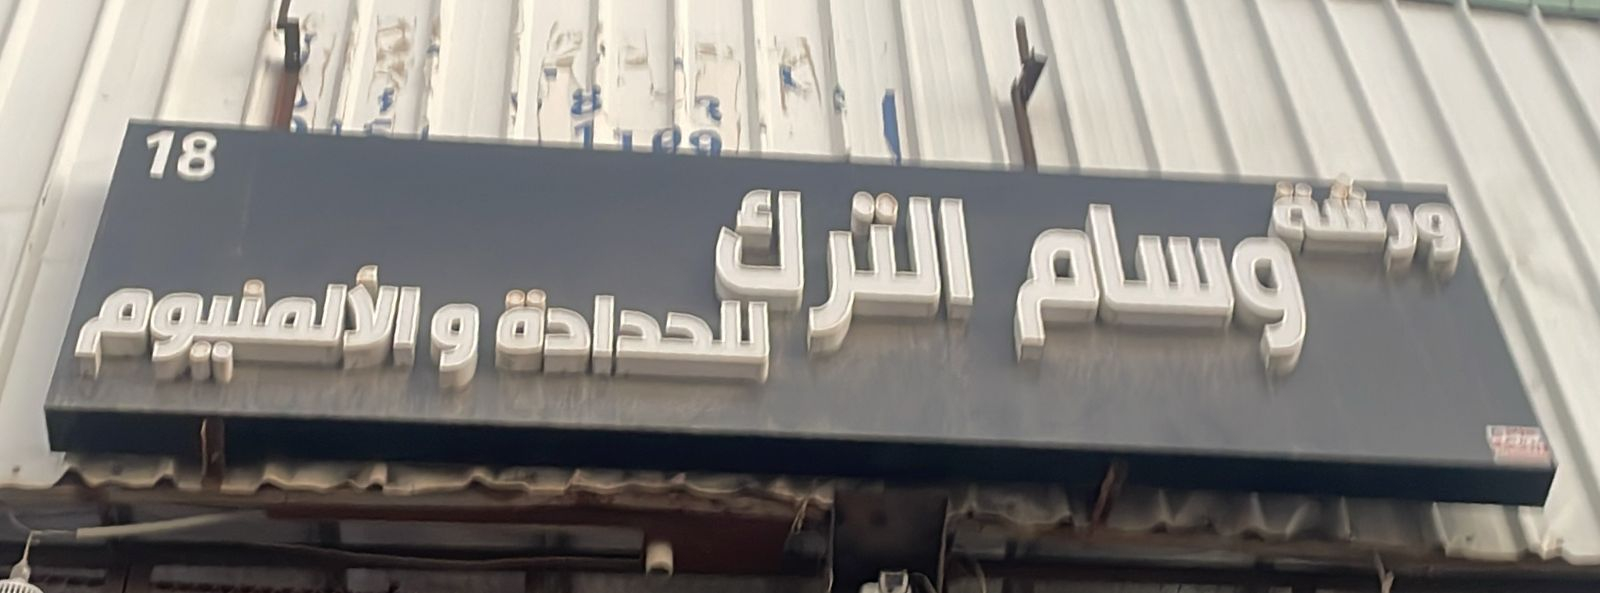 ورشة
وسام الترك
للحدادة و الألمنيوم
18